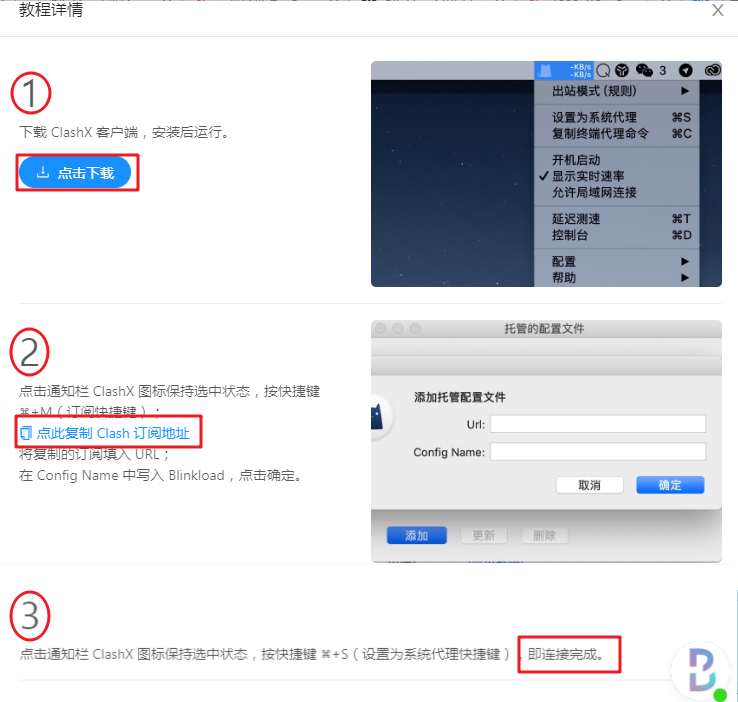 教程详情
1
下载 ClashX 客户端，安装后运行。
点击下载
-KB/s
-KB/s
3
出站模式 (规则)
设置为系统代理 ⌘S
复制终端代理命令 ⌘C
开机启动
✓ 显示实时速率
允许局域网连接
延迟测速 ⌘T
控制台 ⌘D
配置
帮助
2
点击通知栏 ClashX 图标保持选中状态，按快捷键
⌘+M（订阅快捷键）；
点此复制 Clash 订阅地址
将复制的订阅填入 URL；
在 Config Name 中写入 Blinkload，点击确定。
托管的配置文件
添加托管配置文件
Url:
Config Name:
取消
确定
添加
更新
删除
3
点击通知栏 ClashX 图标保持选中状态，按快捷键 ⌘+S（设置为系统代理快捷键），即连接完成。